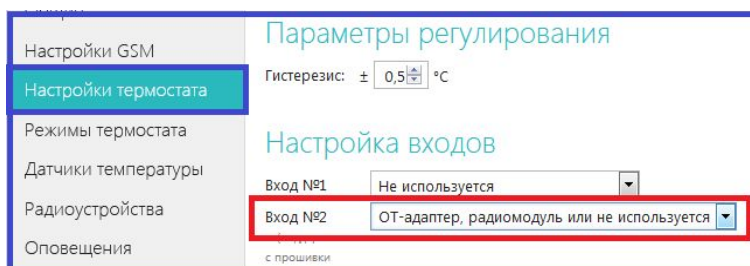 Настройки GSM
Настройки термостата
Режимы термостата
Датчики температуры
Радиоустройства
Оповещения
Параметры регулирования
Гистерезис: ± 0,5 °C
Настройка входов
Вход №1 Не используется
Вход №2 ОТ-адаптер, радиомодуль или не используется
с прошивки